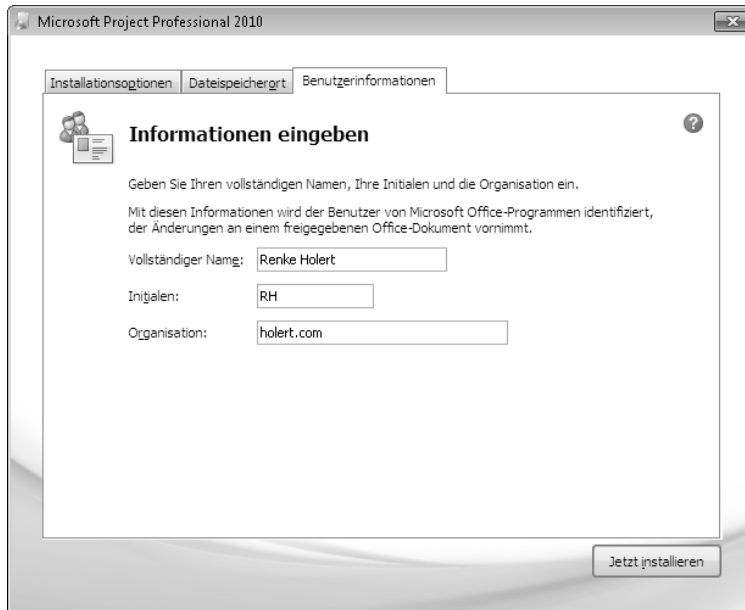 Microsoft Project Professional 2010
Installationsoptionen Dateispeicherort Benutzerinformationen
Informationen eingeben
Geben Sie Ihren vollständigen Namen, Ihre Initialen und die Organisation ein.
Mit diesen Informationen wird der Benutzer von Microsoft Office-Programmen identifiziert,
der Änderungen an einem freigegebenen Office-Dokument vornimmt.
Vollständiger Name: Renke Holert
Initialen: RH
Organisation: holert.com
Jetzt installieren